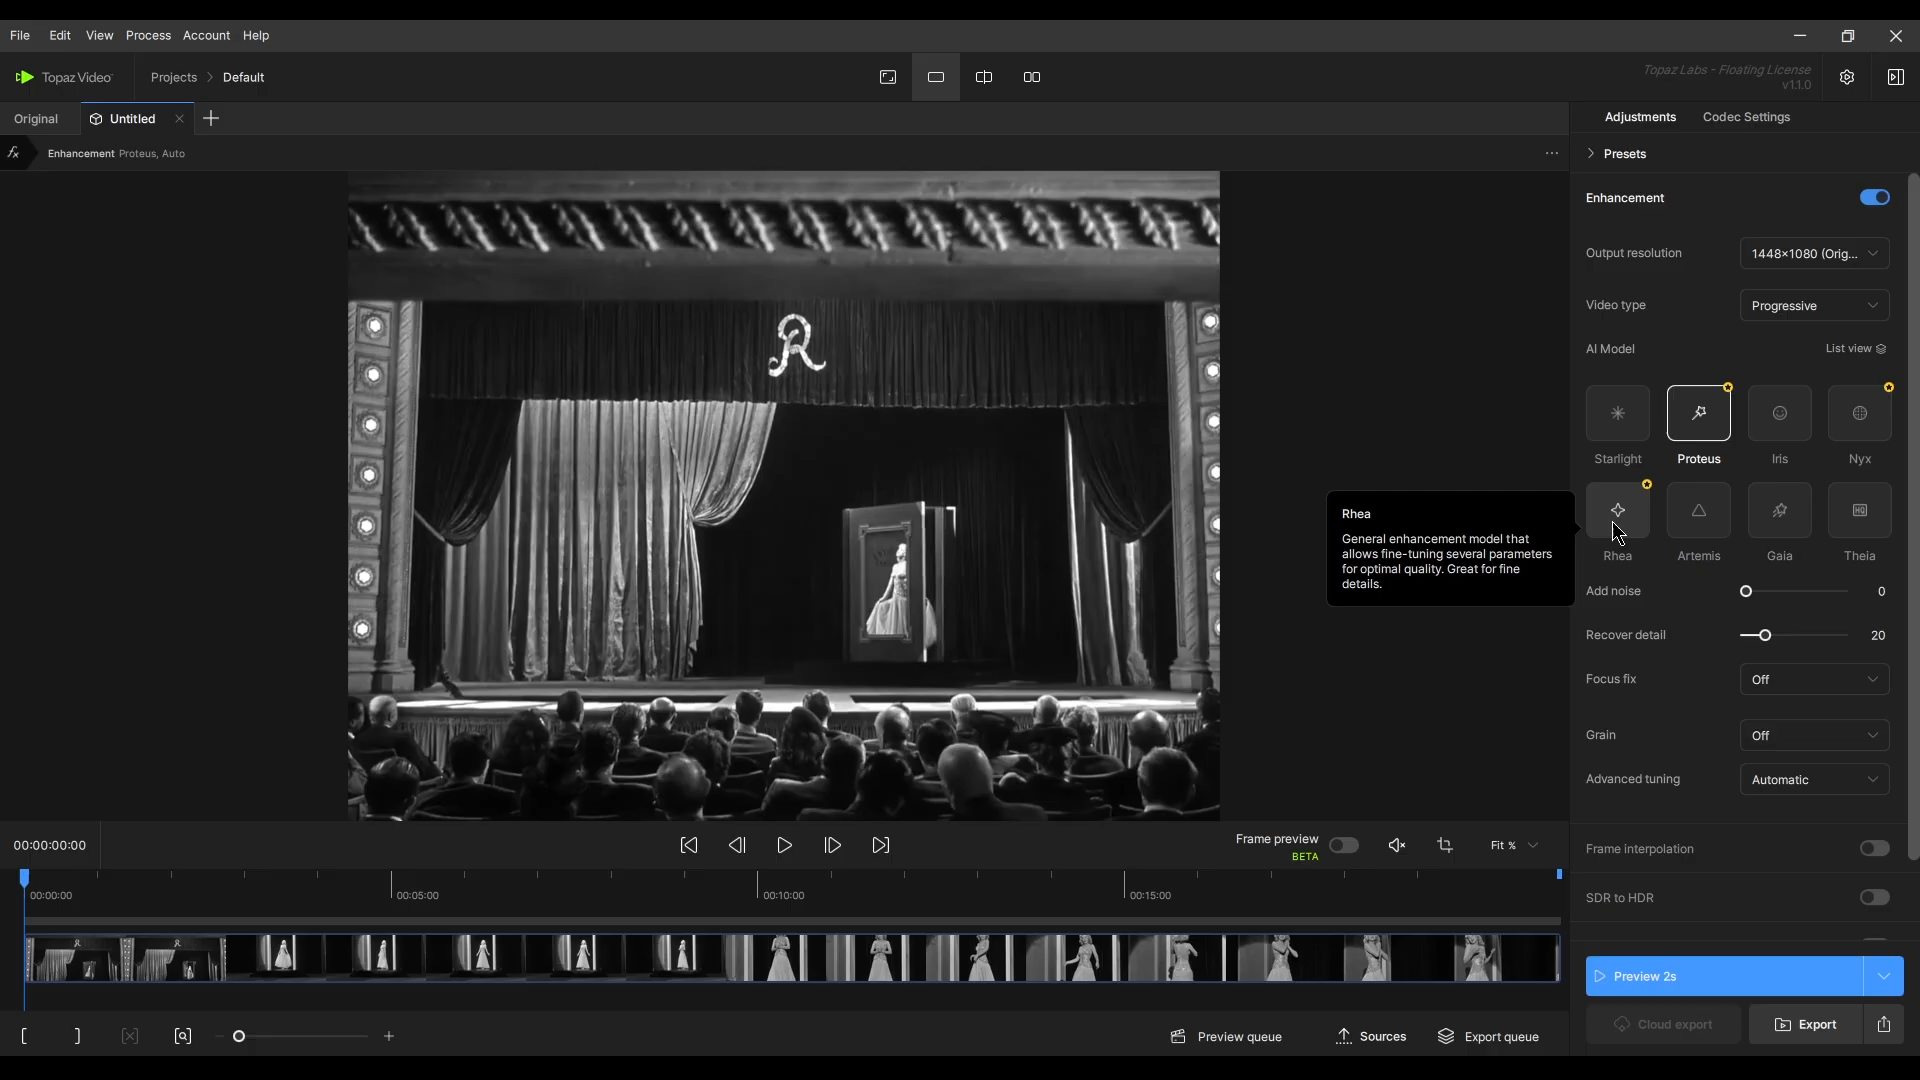 File Edit View Process Account Help
Topaz Video Projects > Default
Topaz Labs - Floating License
v1.1.0
Original Untitled
Adjustments Codec Settings
fx Enhancement Proteus, Auto
Presets
Enhancement
Output resolution 1448×1080 (Orig...
Video type Progressive
AI Model List view
Starlight Proteus Iris Nyx
HQ
Rhea Artemis Gaia Theia
Rhea
General enhancement model that
allows fine-tuning several parameters
for optimal quality. Great for fine
details.
Add noise 0
Recover detail 20
Focus fix Off
Grain Off
Advanced tuning Automatic
Frame interpolation
SDR to HDR
R
00:00:00:00
Frame preview
BETA
Fit %
00:00:00 00:05:00 00:10:00 00:15:00
Preview 2s
Cloud export Export
Preview queue Sources Export queue